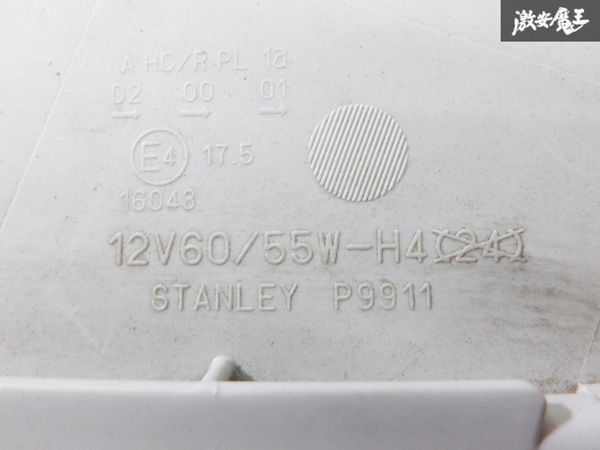 激安魔王
A HC/R PL 1a
02 00 01
→ → →
E4 17.5
16043
12V60/55W-H4
STANLEY P9911